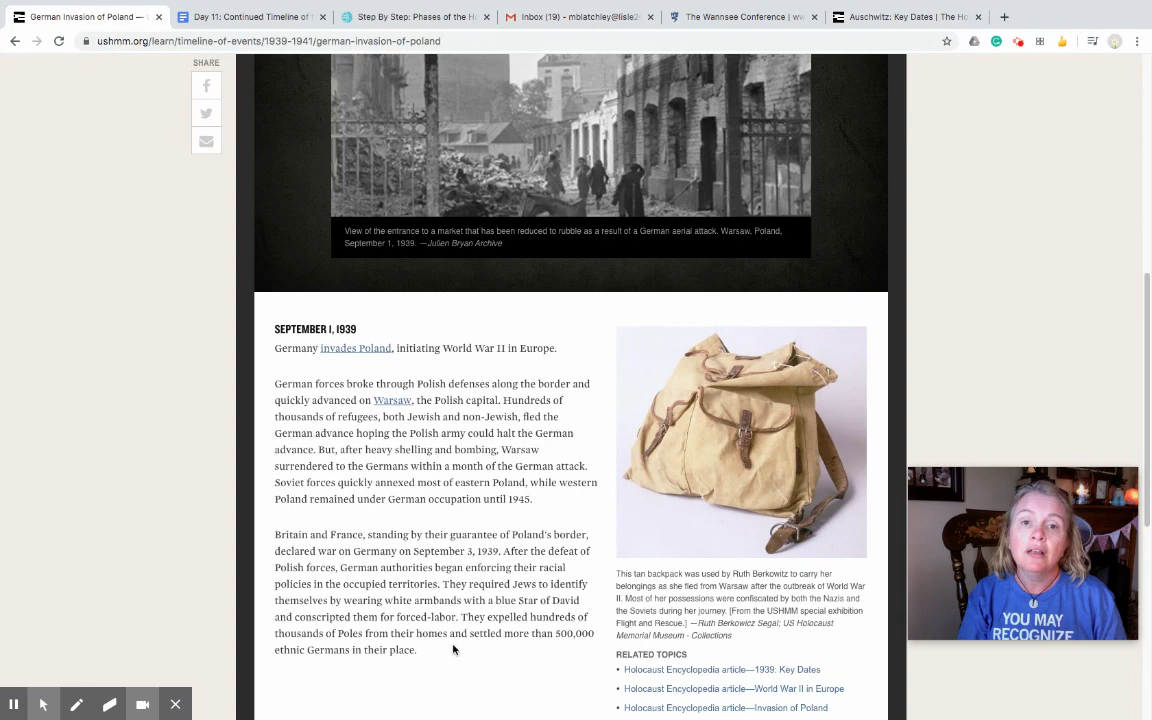 German Invasion of Poland —
Day 11: Continued Timeline of
Step By Step: Phases of the Ho
Inbox (19) - mblatchley@lisle2
The Wannsee Conference | ww
Auschwitz: Key Dates | The Ho
ushmm.org/learn/timeline-of-events/1939-1941/german-invasion-of-poland
SHARE
View of the entrance to a market that has been reduced to rubble as a result of a German aerial attack. Warsaw, Poland,
September 1, 1939. —Julien Bryan Archive
SEPTEMBER 1, 1939
Germany invades Poland, initiating World War II in Europe.
German forces broke through Polish defenses along the border and
quickly advanced on Warsaw, the Polish capital. Hundreds of
thousands of refugees, both Jewish and non-Jewish, fled the
German advance hoping the Polish army could halt the German
advance. But, after heavy shelling and bombing, Warsaw
surrendered to the Germans within a month of the German attack.
Soviet forces quickly annexed most of eastern Poland, while western
Poland remained under German occupation until 1945.
Britain and France, standing by their guarantee of Poland's border,
declared war on Germany on September 3, 1939. After the defeat of
Polish forces, German authorities began enforcing their racial
policies in the occupied territories. They required Jews to identify
themselves by wearing white armbands with a blue Star of David
and conscripted them for forced-labor. They expelled hundreds of
thousands of Poles from their homes and settled more than 500,000
ethnic Germans in their place.
This tan backpack was used by Ruth Berkowitz to carry her
belongings as she fled from Warsaw after the outbreak of World War
II. Most of her possessions were confiscated by both the Nazis and
the Soviets during her journey. [From the USHMM special exhibition
Flight and Rescue.] —Ruth Berkowicz Segal; US Holocaust
Memorial Museum - Collections
RELATED TOPICS
• Holocaust Encyclopedia article—1939: Key Dates
• Holocaust Encyclopedia article—World War II in Europe
• Holocaust Encyclopedia article—Invasion of Poland
YOU MAY
RECOGNIZE